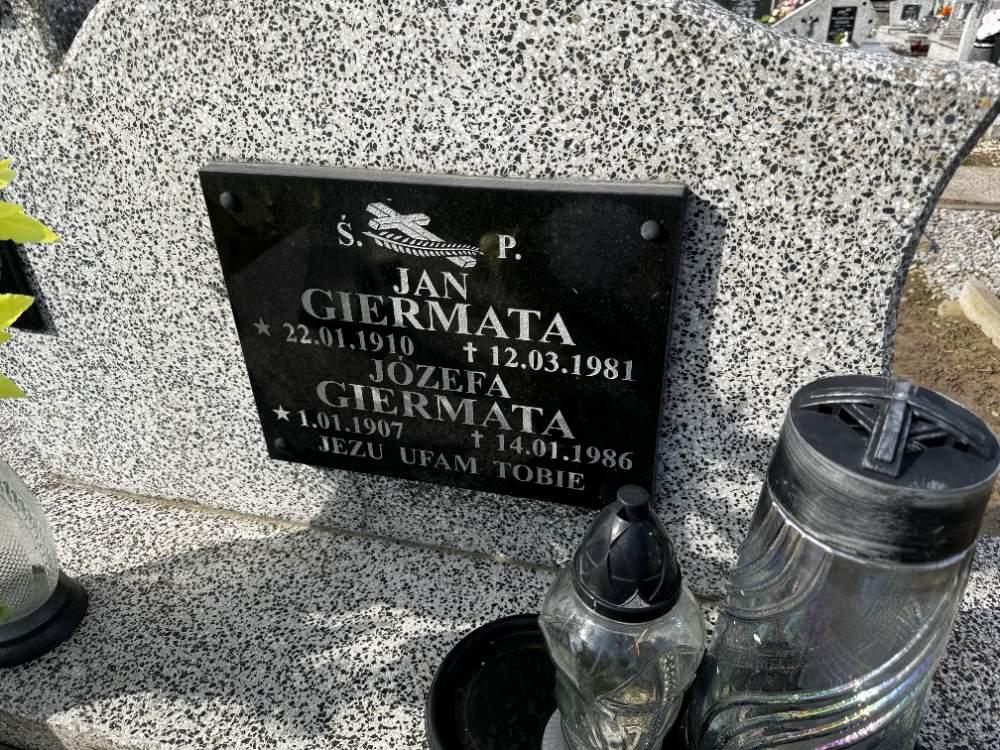 Ś. P.
JAN
GIERMATA
★ 22.01.1910 ✝ 12.03.1981
JÓZEFA
GIERMATA
★ 1.01.1907 ✝ 14.01.1986
JEZU UFAM TOBIE